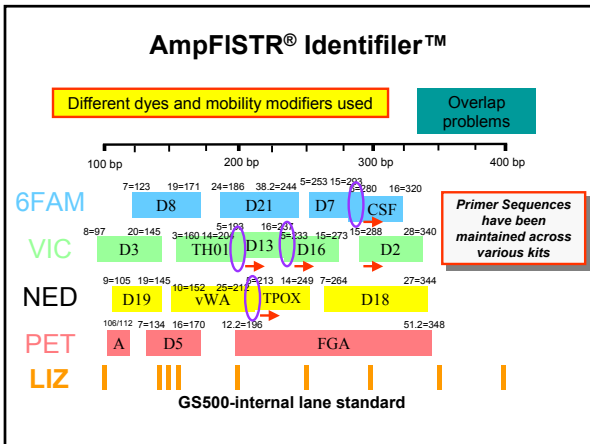 AmpFlSTR® Identifiler™
Different dyes and mobility modifiers used
Overlap
problems
100 bp 200 bp 300 bp 400 bp
6FAM
7=123 19=171 24=186 38.2=244 5=253 15=293 6=280 16=320
D8 D21 D7 CSF
VIC
8=97 20=145 3=160 14=204 5=193 16=237 5=233 15=273 15=288 28=340
D3 TH01 D13 D16 D2
NED
9=105 19=145 10=152 25=212 6=213 14=249 7=264 27=344
D19 vWA TPOX D18
PET
106/112 7=134 16=170 12.2=196 51.2=348
A D5 FGA
LIZ
GS500-internal lane standard
Primer Sequences
have been
maintained across
various kits